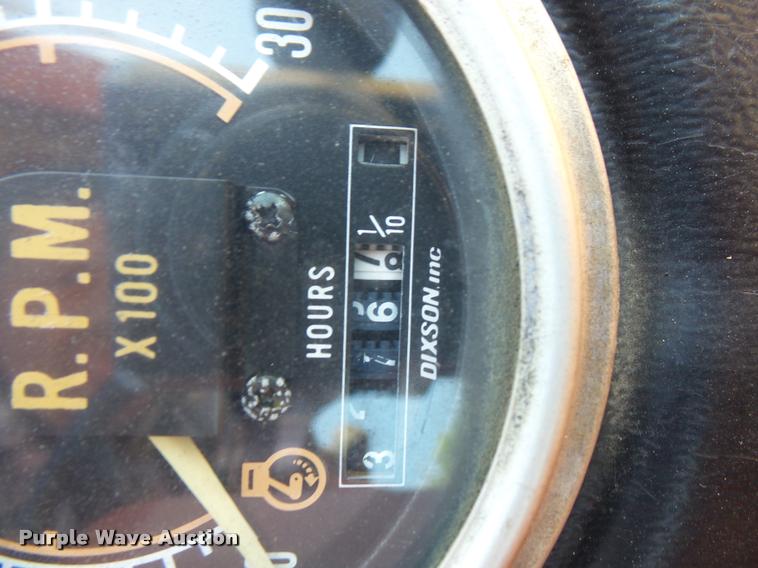 30
R.P.M.
X100
HOURS
1/10
DIXSON, inc
Purple Wave Auction